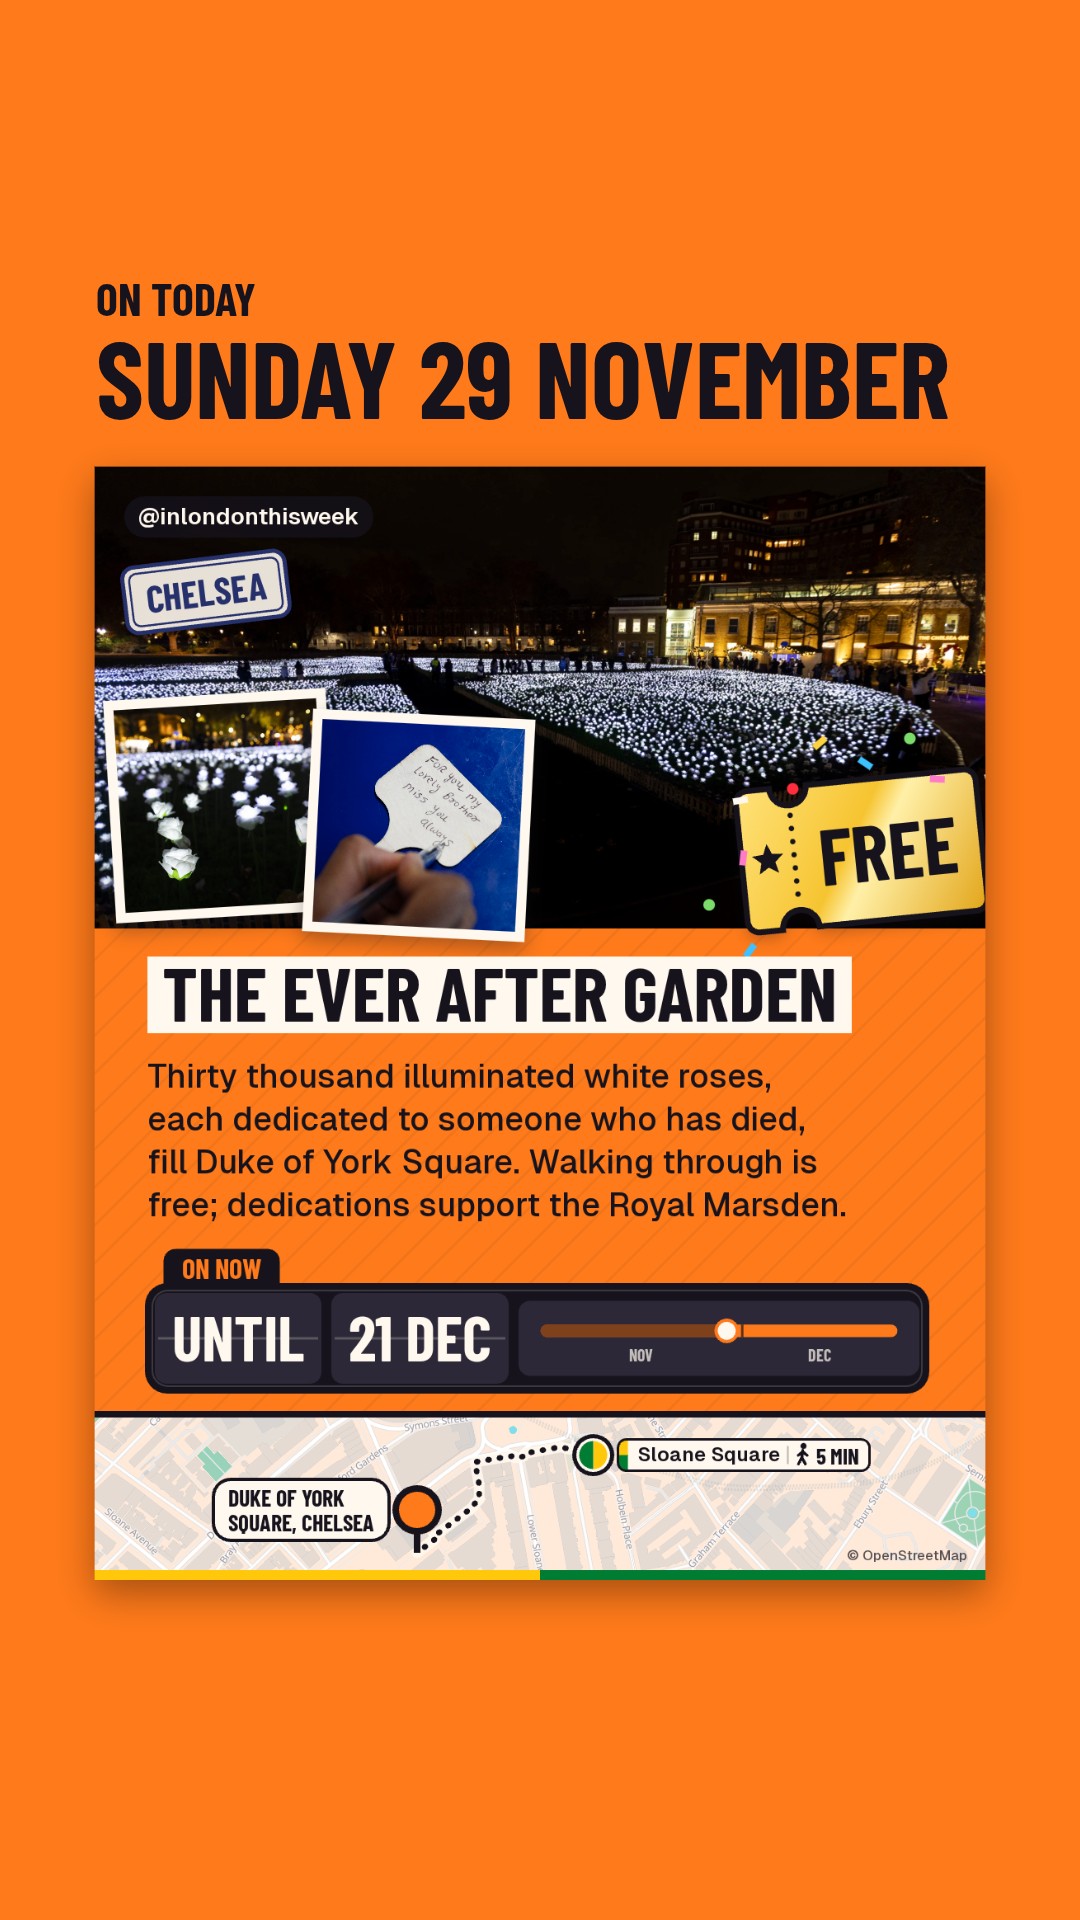 ON TODAY
SUNDAY 29 NOVEMBER
@inlondonthisweek
CHELSEA
For you my
lovely Brother
miss you
always
FREE
THE EVER AFTER GARDEN
Thirty thousand illuminated white roses,
each dedicated to someone who has died,
fill Duke of York Square. Walking through is
free; dedications support the Royal Marsden.
ON NOW
UNTIL
21 DEC
NOV
DEC
Symons Street
Sloane Square
5 MIN
DUKE OF YORK
SQUARE, CHELSEA
Sloane Avenue
Lower Sloan
Holbein Place
Graham Terrace
Ebury Street
© OpenStreetMap